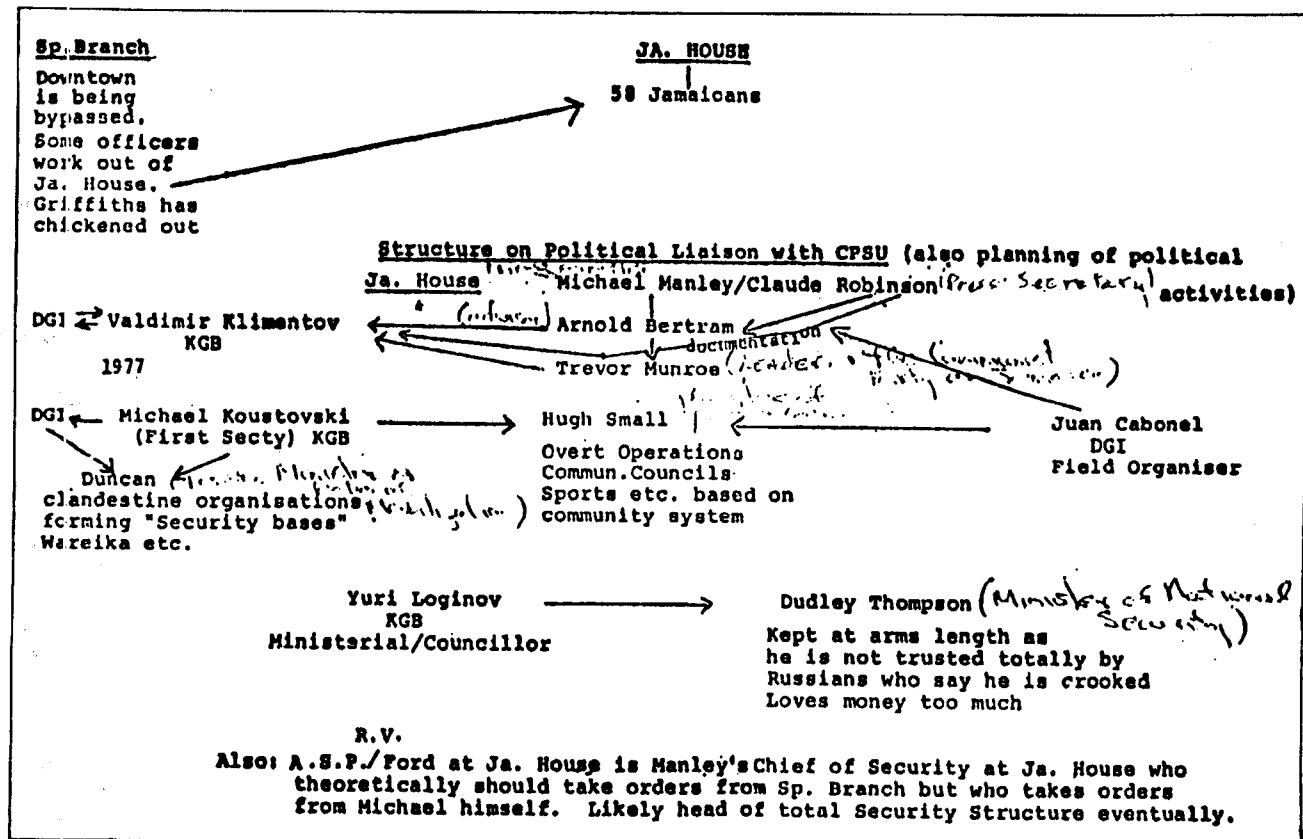 Sp.Branch
Downtown
is being
bypassed.
Some officers
work out of
Ja. House.
Griffiths has
chickened out
JA. HOUSE
58 Jamaicans
Structure on Political Liaison with CPSU (also planning of political
activities)
Ja. House
Michael Manley/Claude Robinson (Press Secretary)
DGI Valdimir Klimentov
KGB
1977
Arnold Bertram
documentation
Trevor Munroe (Leader of the
DGI Michael Koustovski
(First Secty) KGB
Hugh Small
Overt Operations
Commun.Councils
Sports etc. based on
community system
Juan Cabonel
DGI
Field Organiser
Duncan
clandestine organisations
forming "Security bases"
Wareika etc.
Yuri Loginov
KGB
Ministerial/Councillor
Dudley Thompson (Minister of National
Security)
Kept at arms length as
he is not trusted totally by
Russians who say he is crooked
Loves money too much
R.V.
Also: A.S.P./Ford at Ja. House is Manley's Chief of Security at Ja. House who
theoretically should take orders from Sp. Branch but who takes orders
from Michael himself. Likely head of total Security Structure eventually.